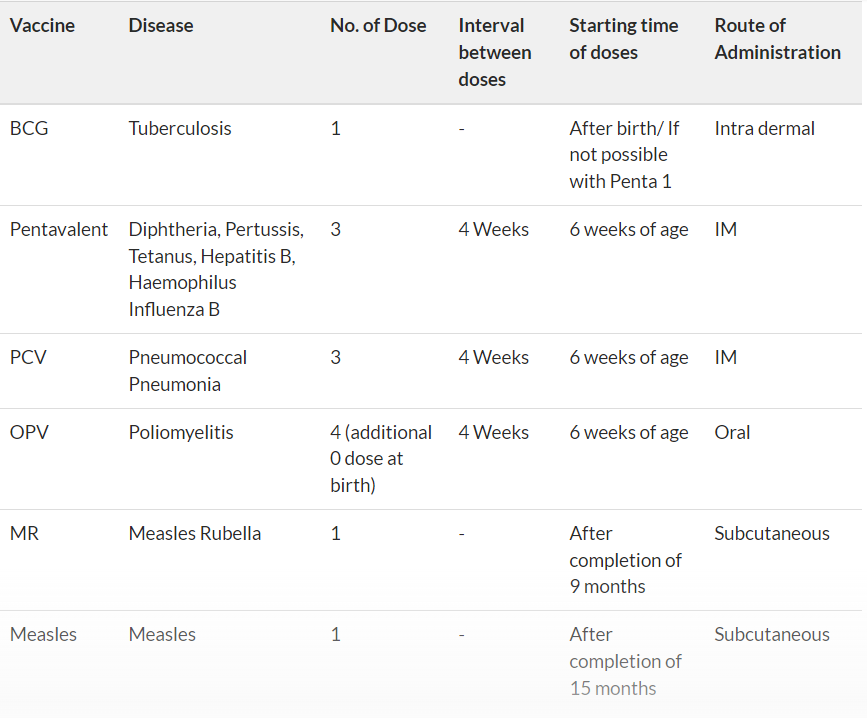 Vaccine Disease No. of Dose Interval between doses Starting time of doses Route of Administration
BCG Tuberculosis 1 - After birth/ If not possible with Penta 1 Intra dermal
Pentavalent Diphtheria, Pertussis, Tetanus, Hepatitis B, Haemophilus Influenza B 3 4 Weeks 6 weeks of age IM
PCV Pneumococcal Pneumonia 3 4 Weeks 6 weeks of age IM
OPV Poliomyelitis 4 (additional 0 dose at birth) 4 Weeks 6 weeks of age Oral
MR Measles Rubella 1 - After completion of 9 months Subcutaneous
Measles Measles 1 - After completion of 15 months Subcutaneous